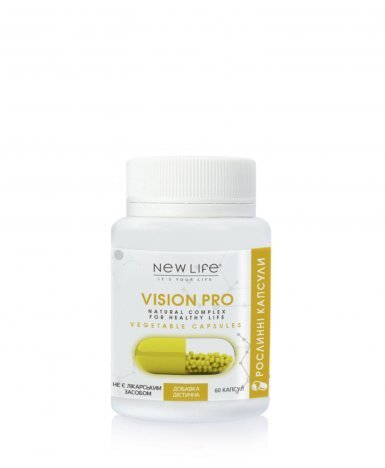 NEW LIFE®
IT'S YOUR LIFE
VISION PRO
NATURAL COMPLEX
FOR HEALTHY LIFE
VEGETABLE CAPSULES
НЕ Є ЛІКАРСЬКИМ
ЗАСОБОМ
ДОБАВКА
ДІЄТИЧНА
60 КАПСУЛ
РОСЛИННІ КАПСУЛИ